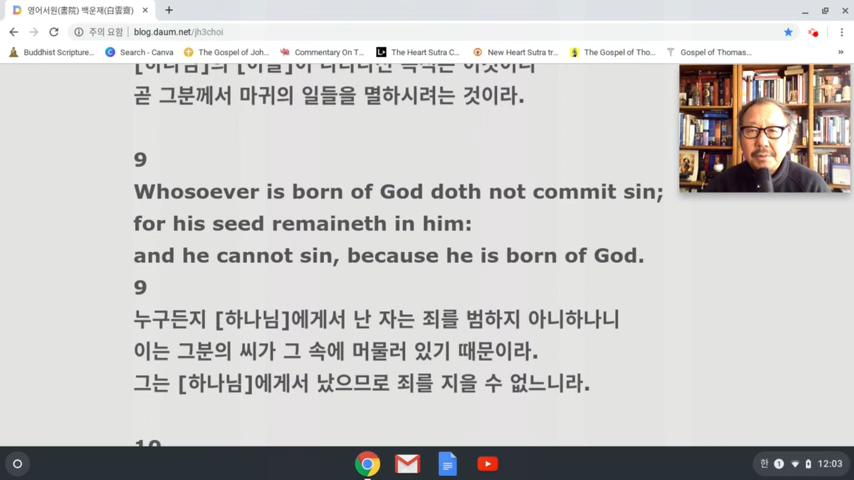 영어서원(書院) 백운재(白雲齋)
주의 요함
blog.daum.net/jh3choi
Buddhist Scripture...
Search - Canva
The Gospel of Joh...
Commentary On T...
The Heart Sutra C...
New Heart Sutra tr...
The Gospel of Tho...
Gospel of Thomas...
곧 그분께서 마귀의 일들을 멸하시려는 것이라.
9
Whosoever is born of God doth not commit sin;
for his seed remaineth in him:
and he cannot sin, because he is born of God.
9
누구든지 [하나님]에게서 난 자는 죄를 범하지 아니하나니
이는 그분의 씨가 그 속에 머물러 있기 때문이라.
그는 [하나님]에게서 났으므로 죄를 지을 수 없느니라.
10
한
1
12:03